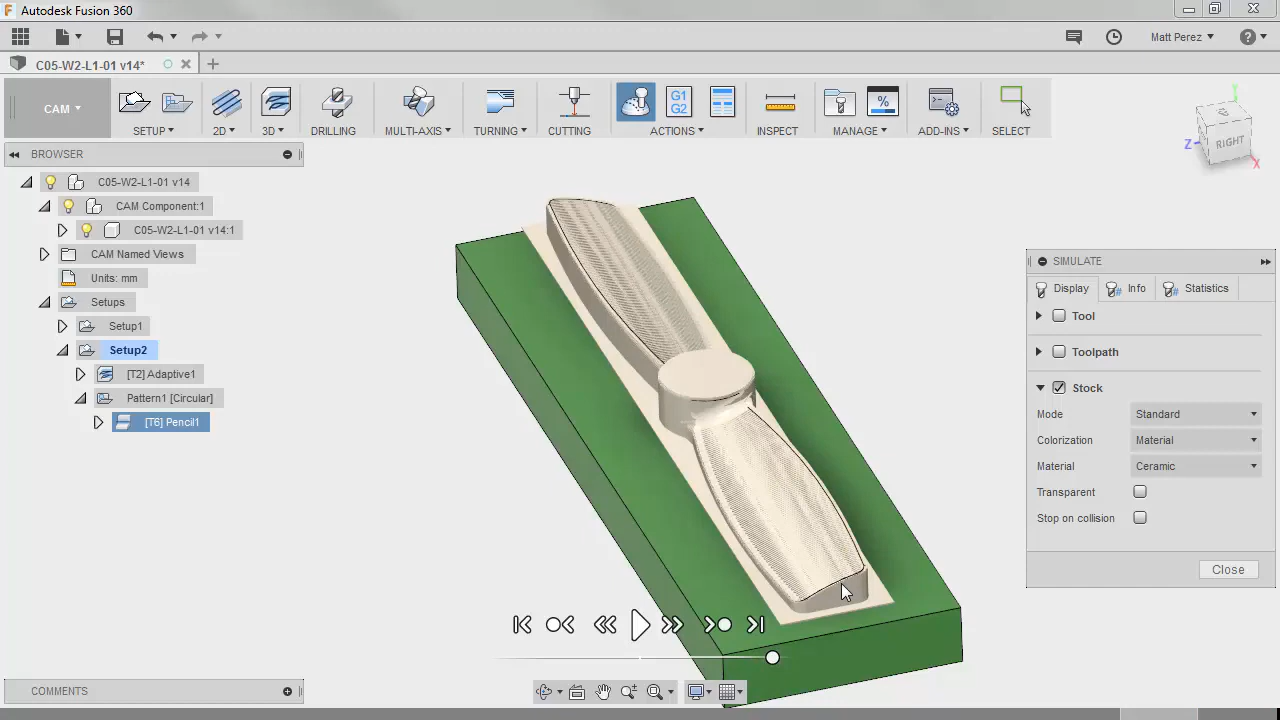 Autodesk Fusion 360
Matt Perez
C05-W2-L1-01 v14*
CAM
G1
G2
%
SETUP
2D
3D
DRILLING
MULTI-AXIS
TURNING
CUTTING
ACTIONS
INSPECT
MANAGE
ADD-INS
SELECT
Y
Z
X
RIGHT
BROWSER
C05-W2-L1-01 v14
CAM Component:1
C05-W2-L1-01 v14:1
CAM Named Views
Units: mm
Setups
Setup1
Setup2
[T2] Adaptive1
Pattern1 [Circular]
[T6] Pencil1
SIMULATE
Display
Info
Statistics
Tool
Toolpath
Stock
Mode Standard
Colorization Material
Material Ceramic
Transparent
Stop on collision
Close
COMMENTS